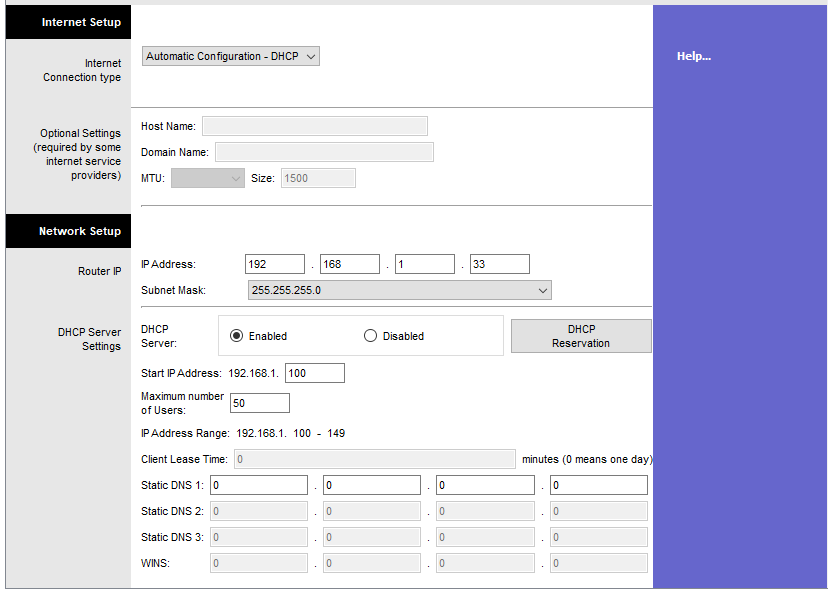 Internet Setup
Internet
Connection type
Automatic Configuration - DHCP
Help...
Optional Settings
(required by some
internet service
providers)
Host Name:
Domain Name:
MTU: Size: 1500
Network Setup
Router IP
IP Address: 192 . 168 . 1 . 33
Subnet Mask: 255.255.255.0
DHCP Server
Settings
DHCP
Server:
Enabled Disabled
DHCP
Reservation
Start IP Address: 192.168.1. 100
Maximum number
of Users: 50
IP Address Range: 192.168.1. 100 - 149
Client Lease Time: 0 minutes (0 means one day)
Static DNS 1: 0 . 0 . 0 . 0
Static DNS 2: 0 . 0 . 0 . 0
Static DNS 3: 0 . 0 . 0 . 0
WINS: 0 . 0 . 0 . 0